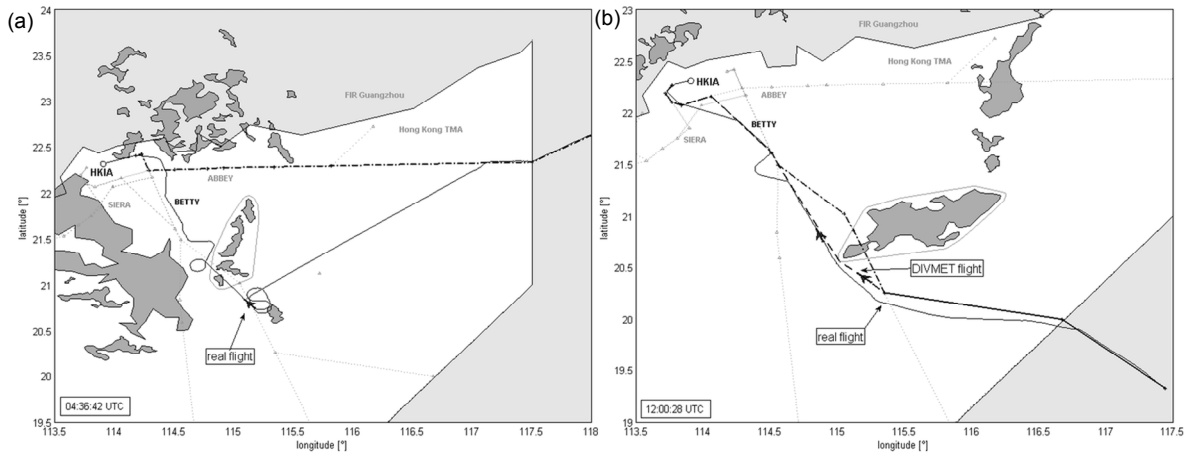 (a)
24
23.5
23
22.5
22
21.5
21
20.5
20
19.5
latitude [°]
FIR Guangzhou
Hong Kong TMA
HKIA
ABBEY
SIERA
BETTY
real flight
04:36:42 UTC
113.5 114 114.5 115 115.5 116 116.5 117 117.5 118
longitude [°]
(b)
23
22.5
22
21.5
21
20.5
20
19.5
19
latitude [°]
FIR Guangzhou
Hong Kong TMA
HKIA
ABBEY
BETTY
SIERA
DIVMET flight
real flight
12:00:28 UTC
113.5 114 114.5 115 115.5 116 116.5 117 117.5
longitude [°]